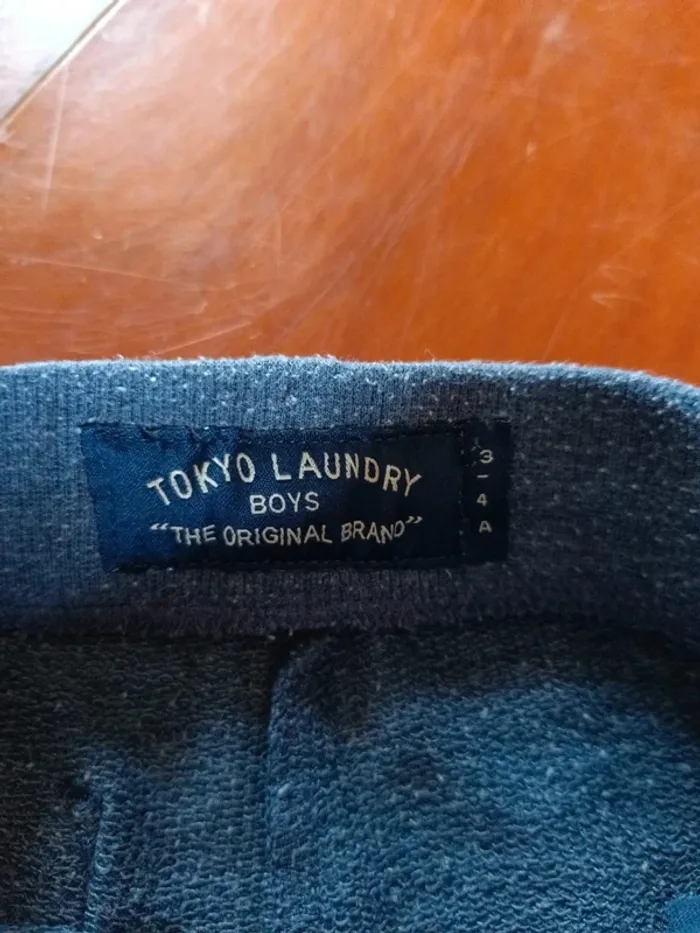 TOKYO LAUNDRY
BOYS
“THE ORIGINAL BRAND”
3
-
4
A